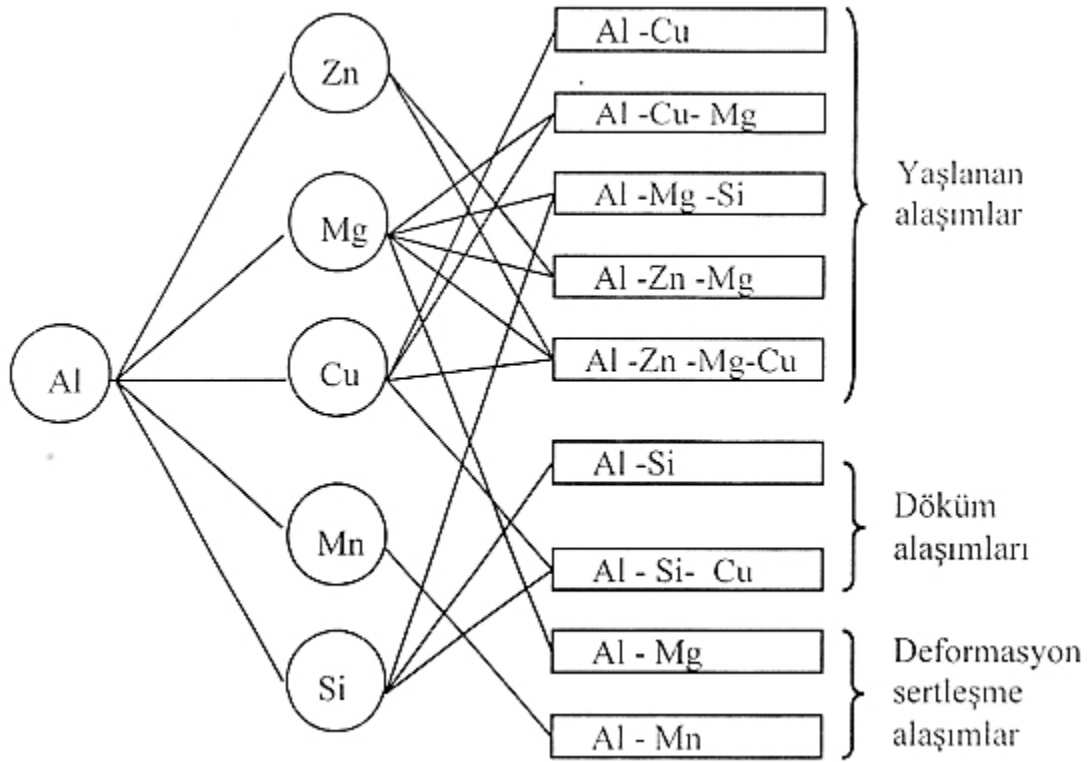 Al
Zn
Mg
Cu
Mn
Si
Al -Cu
Al -Cu- Mg
Al -Mg -Si
Al -Zn -Mg
Al -Zn -Mg-Cu
Al -Si
Al - Si- Cu
Al - Mg
Al - Mn
Yaşlanan
alaşımlar
Döküm
alaşımları
Deformasyon
sertleşme
alaşımlar